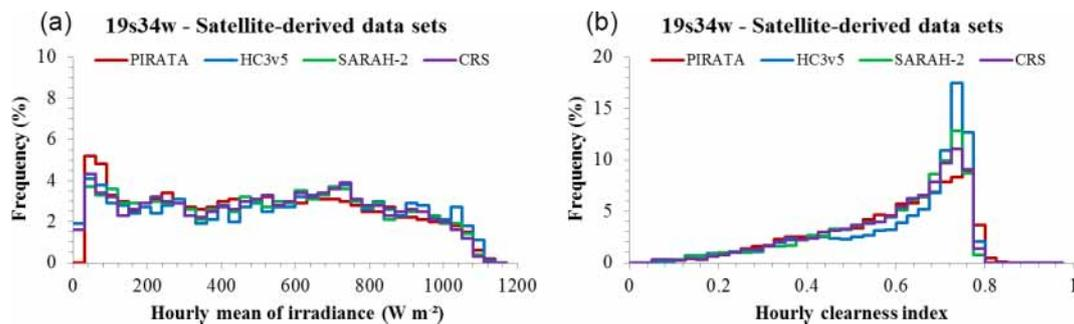 (a) 19s34w - Satellite-derived data sets
PIRATA HC3v5 SARAH-2 CRS
10
8
6
4
2
0
Frequency (%)
0 200 400 600 800 1000 1200
Hourly mean of irradiance (W m⁻²)
(b) 19s34w - Satellite-derived data sets
PIRATA HC3v5 SARAH-2 CRS
20
15
10
5
0
Frequency (%)
0 0.2 0.4 0.6 0.8 1
Hourly clearness index